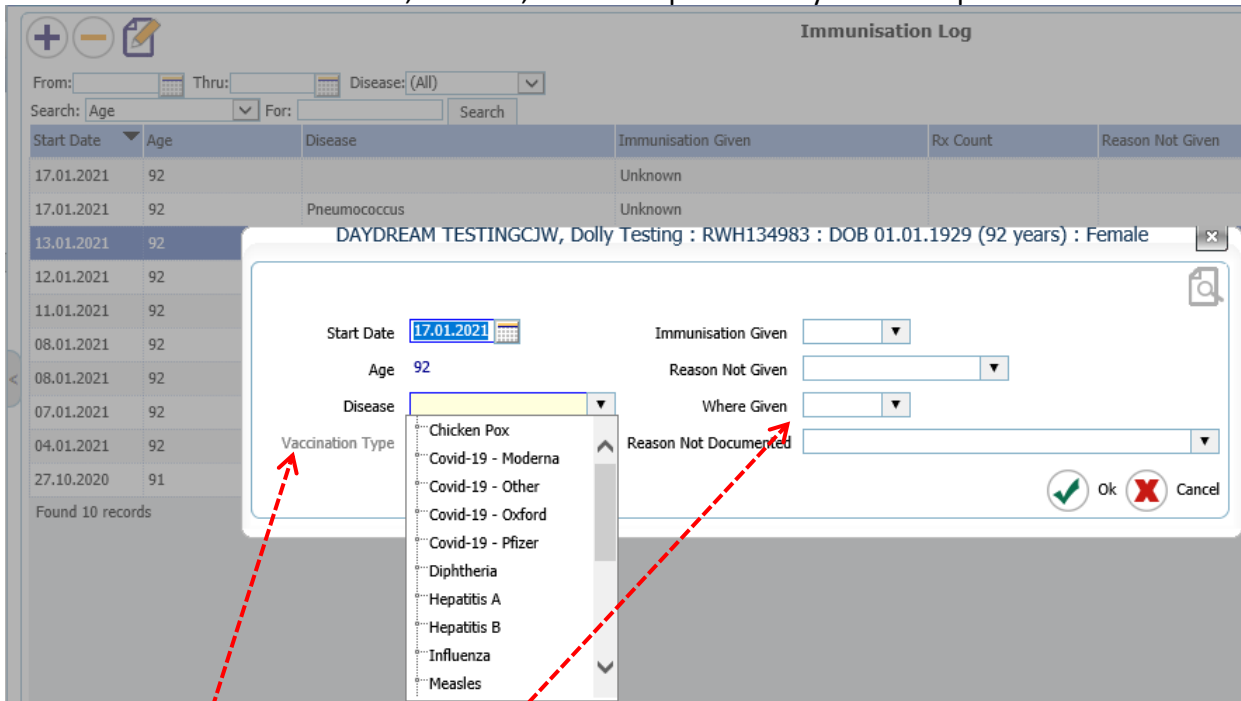 Immunisation Log
From: Thru: Disease: (All)
Search: Age For: Search
Start Date Age Disease Immunisation Given Rx Count Reason Not Given
17.01.2021 92 Unknown
17.01.2021 92 Pneumococcus Unknown
13.01.2021 92
12.01.2021 92
11.01.2021 92
08.01.2021 92
08.01.2021 92
07.01.2021 92
04.01.2021 92
27.10.2020 91
Found 10 records
DAYDREAM TESTINGCJW, Dolly Testing : RWH134983 : DOB 01.01.1929 (92 years) : Female
Start Date 17.01.2021 Immunisation Given
Age 92 Reason Not Given
Disease Where Given
Vaccination Type Reason Not Documented
Chicken Pox
Covid-19 - Moderna
Covid-19 - Other
Covid-19 - Oxford
Covid-19 - Pfizer
Diphtheria
Hepatitis A
Hepatitis B
Influenza
Measles
Ok Cancel